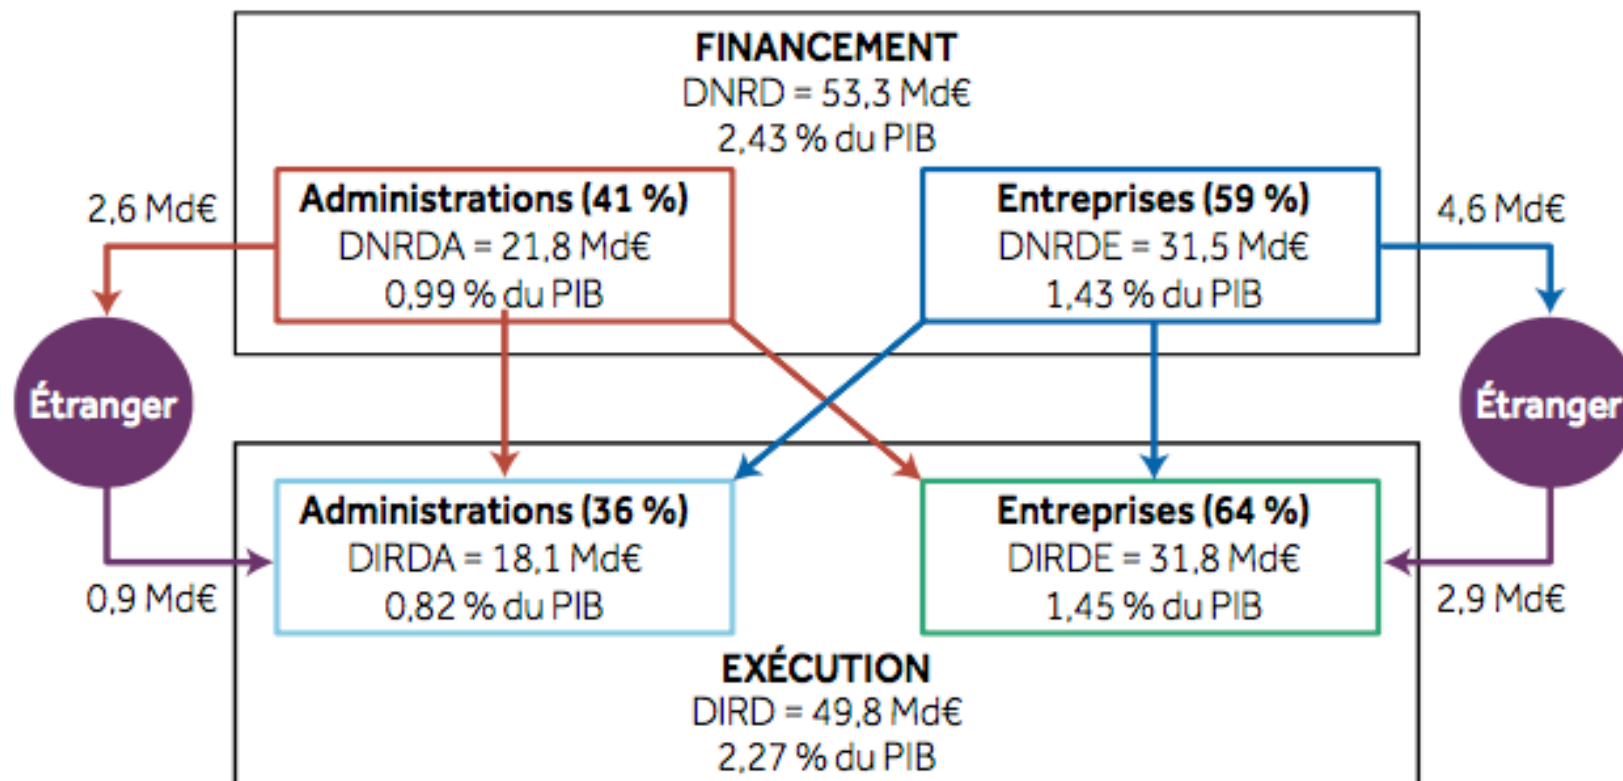 FINANCEMENT
DNRD = 53,3 Md€
2,43 % du PIB
2,6 Md€
Administrations (41 %)
DNRDA = 21,8 Md€
0,99 % du PIB
Entreprises (59 %)
DNRDE = 31,5 Md€
1,43 % du PIB
4,6 Md€
Étranger
Étranger
0,9 Md€
Administrations (36 %)
DIRDA = 18,1 Md€
0,82 % du PIB
Entreprises (64 %)
DIRDE = 31,8 Md€
1,45 % du PIB
2,9 Md€
EXÉCUTION
DIRD = 49,8 Md€
2,27 % du PIB